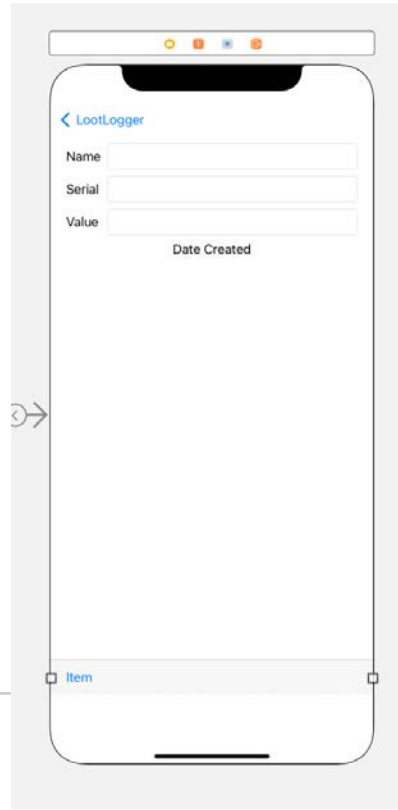 LootLogger
Name
Serial
Value
Date Created
Item